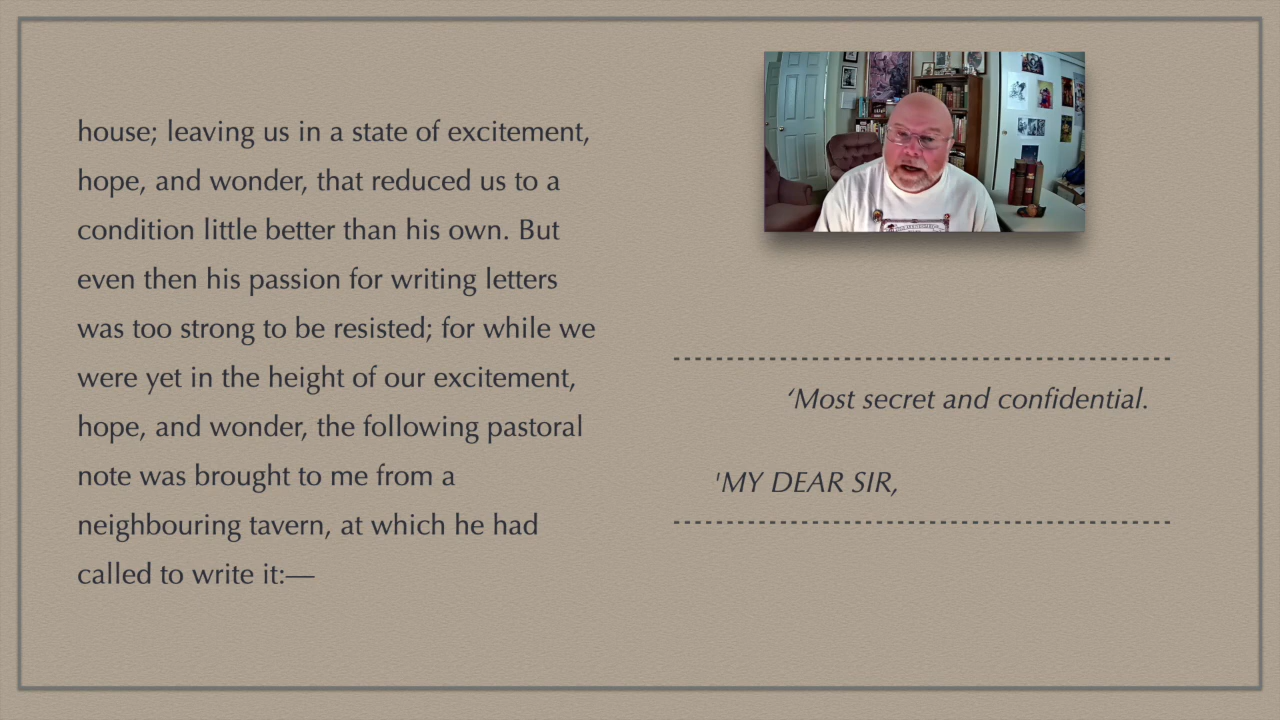 house; leaving us in a state of excitement,
hope, and wonder, that reduced us to a
condition little better than his own. But
even then his passion for writing letters
was too strong to be resisted; for while we
were yet in the height of our excitement,
hope, and wonder, the following pastoral
note was brought to me from a
neighbouring tavern, at which he had
called to write it:—
‘Most secret and confidential.
'MY DEAR SIR,